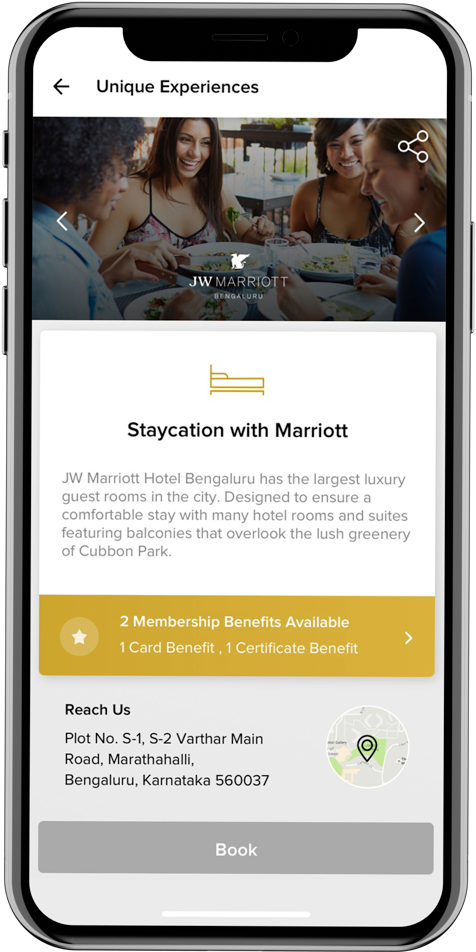 Unique Experiences
JW MARRIOTT
BENGALURU
Staycation with Marriott
JW Marriott Hotel Bengaluru has the largest luxury
guest rooms in the city. Designed to ensure a
comfortable stay with many hotel rooms and suites
featuring balconies that overlook the lush greenery
of Cubbon Park.
2 Membership Benefits Available
1 Card Benefit , 1 Certificate Benefit
Reach Us
Plot No. S-1, S-2 Varthar Main
Road, Marathahalli,
Bengaluru, Karnataka 560037
Book